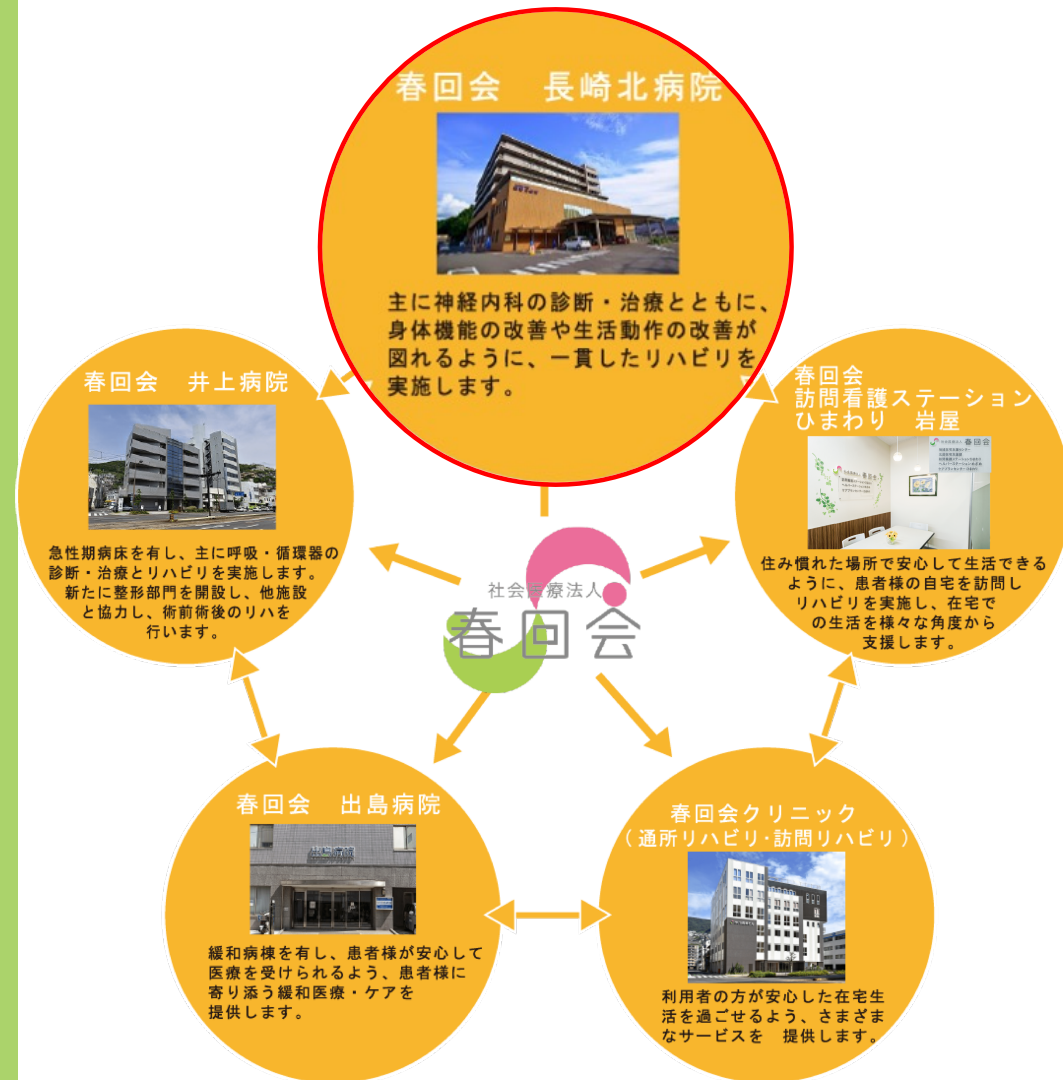 春回会　長崎北病院
主に神経内科の診断・治療とともに、
身体機能の改善や生活動作の改善が
図れるように、一貫したリハビリを
実施します。
春回会　井上病院
急性期病床を有し、主に呼吸・循環器の
診断・治療とリハビリを実施します。
新たに整形部門を開設し、他施設
と協力し、術前術後のリハを
行います。
春回会
訪問看護ステーション
ひまわり　岩屋
春回会
春回会
住み慣れた場所で安心して生活できる
ように、患者様の自宅を訪問し
リハビリを実施し、在宅で
の生活を様々な角度から
支援します。
社会医療法人
春回会
春回会　出島病院
出島病院
緩和病棟を有し、患者様が安心して
医療を受けられるよう、患者様に
寄り添う緩和医療・ケアを
提供します。
春回会クリニック
（通所リハビリ・訪問リハビリ）
利用者の方が安心した在宅生
活を過ごせるよう、さまざま
なサービスを　提供します。